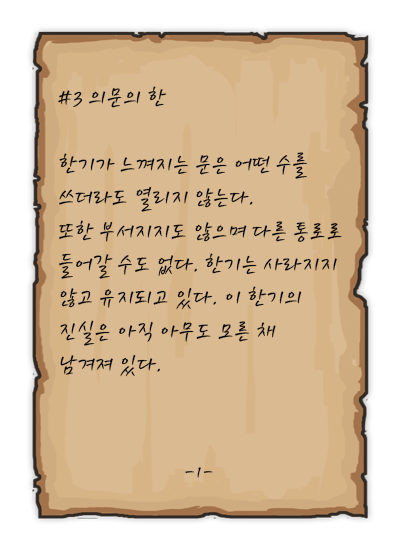 #3 의문의 한
한기가 느껴지는 문은 어떤 수를
쓰더라도 열리지 않는다.
또한 부서지지도 않으며 다른 통로로
들어갈 수도 없다. 한기는 사라지지
않고 유지되고 있다. 이 한기의
진실은 아직 아무도 모른 채
남겨져 있다.
-1-